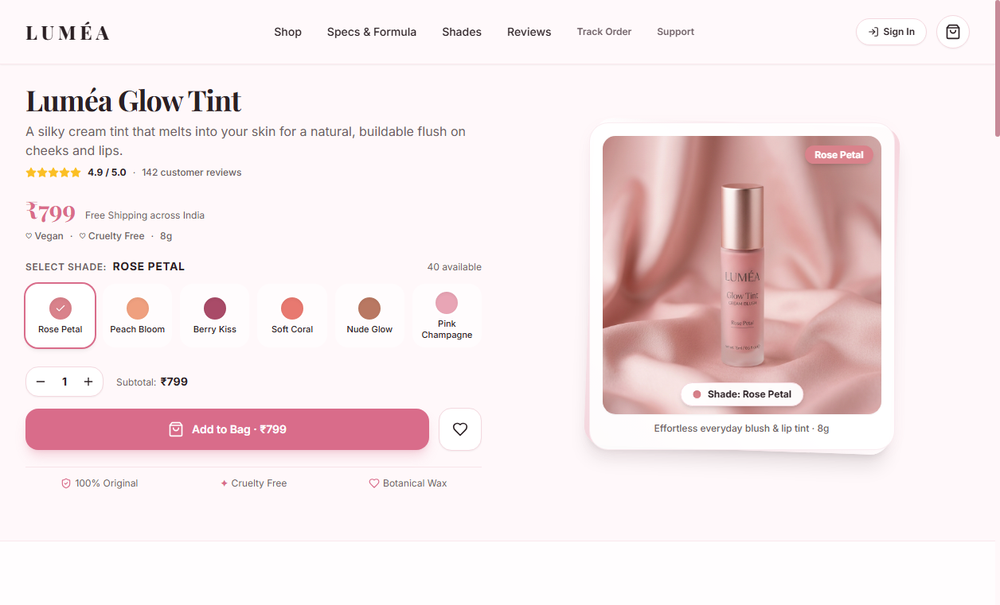 LUMÉA
Shop
Specs & Formula
Shades
Reviews
Track Order
Support
Sign In
Luméa Glow Tint
A silky cream tint that melts into your skin for a natural, buildable flush on
cheeks and lips.
4.9 / 5.0 · 142 customer reviews
₹799 Free Shipping across India
Vegan · Cruelty Free · 8g
SELECT SHADE: ROSE PETAL
40 available
Rose Petal
Peach Bloom
Berry Kiss
Soft Coral
Nude Glow
Pink
Champagne
1
Subtotal: ₹799
Add to Bag · ₹799
100% Original
Cruelty Free
Botanical Wax
Rose Petal
LUMÉA
Glow Tint
CREAM BLUSH
Rose Petal
Shade: Rose Petal
Effortless everyday blush & lip tint · 8g